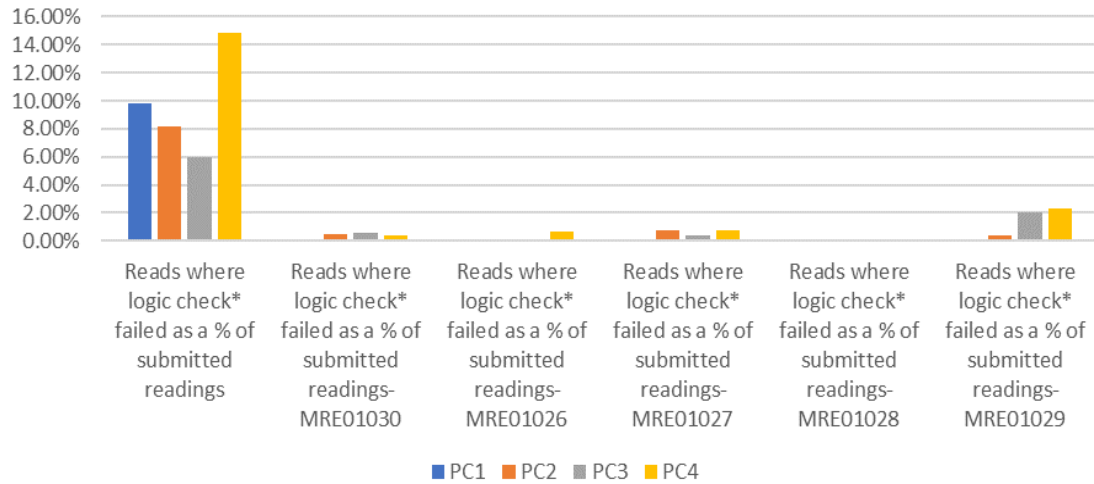 16.00%
14.00%
12.00%
10.00%
8.00%
6.00%
4.00%
2.00%
0.00%
Reads where
logic check*
failed as a % of
submitted
readings
Reads where
logic check*
failed as a % of
submitted
readings-
MRE01030
Reads where
logic check*
failed as a % of
submitted
readings-
MRE01026
Reads where
logic check*
failed as a % of
submitted
readings-
MRE01027
Reads where
logic check*
failed as a % of
submitted
readings-
MRE01028
Reads where
logic check*
failed as a % of
submitted
readings-
MRE01029
PC1 PC2 PC3 PC4